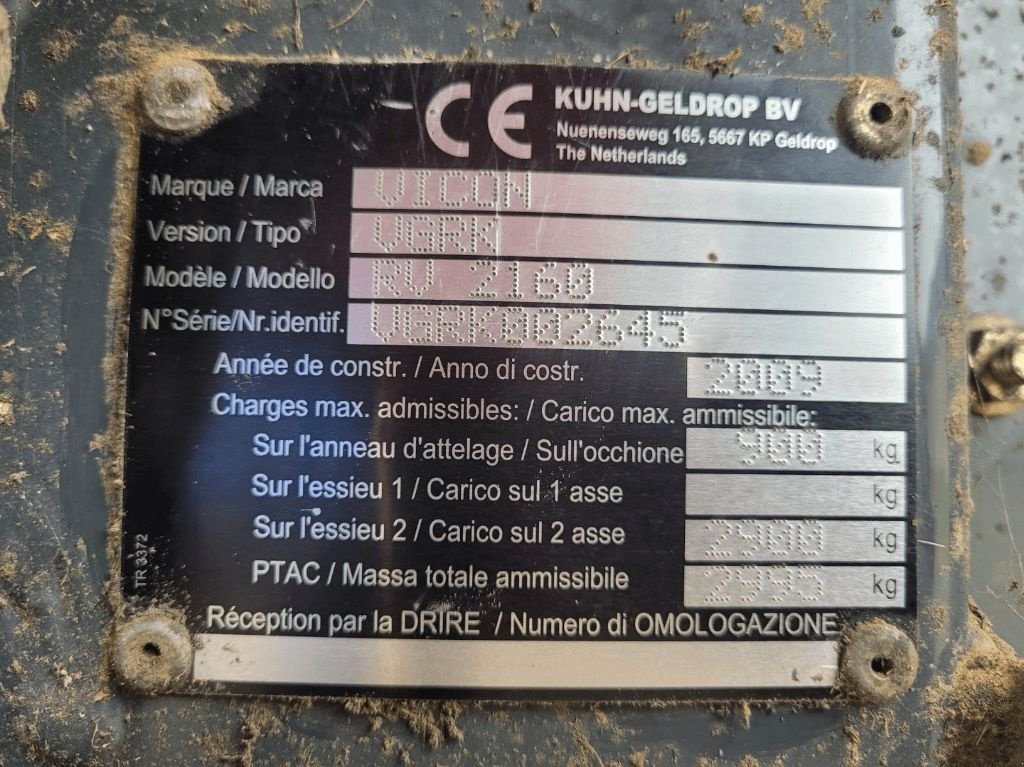 CE KUHN-GELDROP BV
Nuenenseweg 165, 5667 KP Geldrop
The Netherlands
Marque / Marca VICON
Version / Tipo VGRK
Modèle / Modello RV 2160
N°Série/Nr.identif. VGRK002645
Année de constr. / Anno di costr. 2009
Charges max. admissibles: / Carico max. ammissibile:
Sur l'anneau d'attelage / Sull'occhione 900 kg
Sur l'essieu 1 / Carico sul 1 asse kg
Sur l'essieu 2 / Carico sul 2 asse 2900 kg
PTAC / Massa totale ammissibile 2995 kg
Réception par la DRIRE / Numero di OMOLOGAZIONE
TR 3372